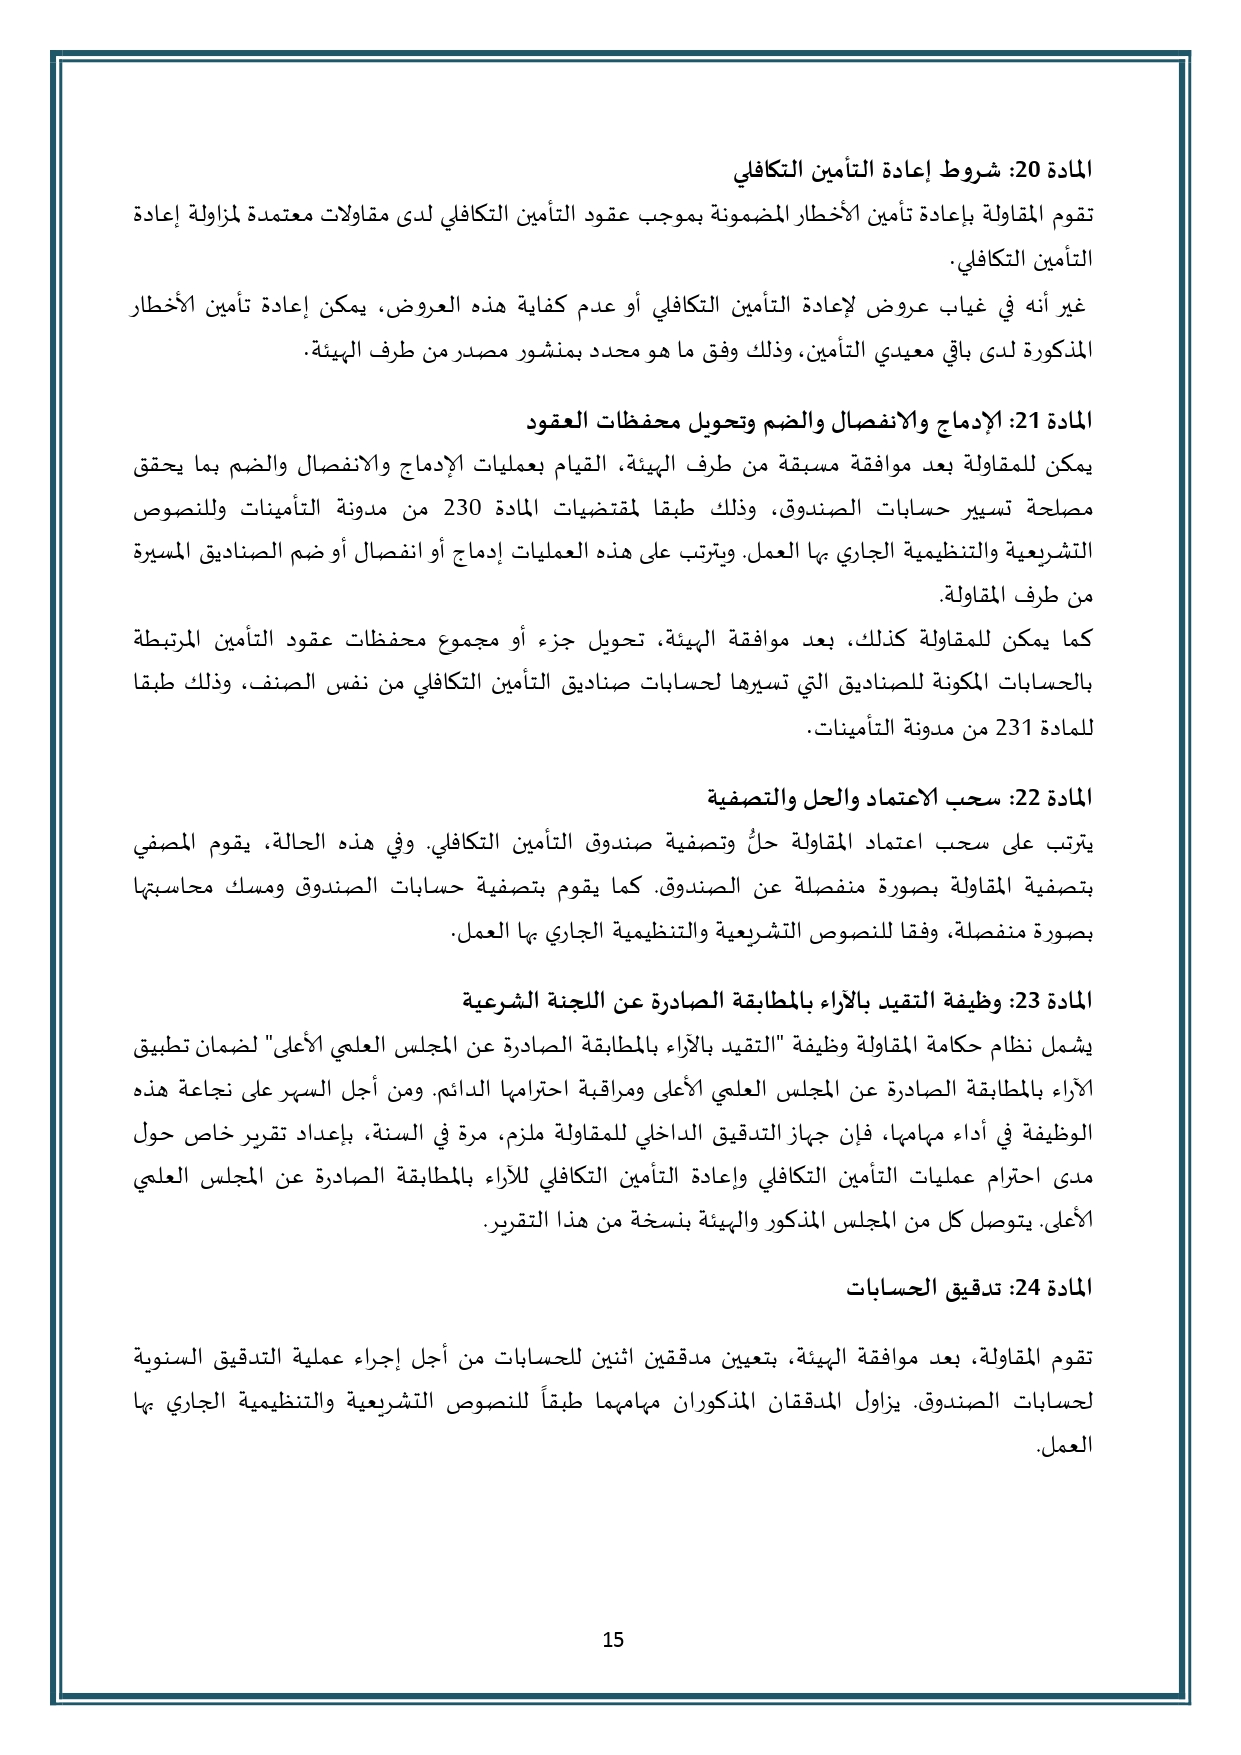 المادة 20: شروط إعادة التأمين التكافلي
تقوم المقاولة بإعادة تأمين الأخطار المضمونة بموجب عقود التأمين التكافلي لدى مقاولات معتمدة لمزاولة إعادة
التأمين التكافلي.
غير أنه في غياب عروض لإعادة التأمين التكافلي أو عدم كفاية هذه العروض، يمكن إعادة تأمين الأخطار
المذكورة لدى باقي معيدي التأمين، وذلك وفق ما هو محدد بمنشور مصدر من طرف الهيئة.
المادة 21: الإدماج والانفصال والضم وتحويل محفظات العقود
يمكن للمقاولة بعد موافقة مسبقة من طرف الهيئة، القيام بعمليات الإدماج والانفصال والضم بما يحقق
مصلحة تسيير حسابات الصندوق، وذلك طبقا لمقتضيات المادة 230 من مدونة التأمينات وللنصوص
التشريعية والتنظيمية الجاري بها العمل. ويترتب على هذه العمليات إدماج أو انفصال أو ضم الصناديق المسيرة
من طرف المقاولة.
كما يمكن للمقاولة كذلك، بعد موافقة الهيئة، تحويل جزء أو مجموع محفظات عقود التأمين المرتبطة
بالحسابات المكونة للصناديق التي تسيرها لحسابات صناديق التأمين التكافلي من نفس الصنف، وذلك طبقا
للمادة 231 من مدونة التأمينات.
المادة 22: سحب الاعتماد والحل والتصفية
يترتب على سحب اعتماد المقاولة حلُّ وتصفية صندوق التأمين التكافلي. وفي هذه الحالة، يقوم المصفي
بتصفية المقاولة بصورة منفصلة عن الصندوق. كما يقوم بتصفية حسابات الصندوق ومسك محاسبتها
بصورة منفصلة، وفقا للنصوص التشريعية والتنظيمية الجاري بها العمل.
المادة 23: وظيفة التقيد بالآراء بالمطابقة الصادرة عن اللجنة الشرعية
يشمل نظام حكامة المقاولة وظيفة "التقيد بالآراء بالمطابقة الصادرة عن المجلس العلمي الأعلى" لضمان تطبيق
الآراء بالمطابقة الصادرة عن المجلس العلمي الأعلى ومراقبة احترامها الدائم. ومن أجل السهر على نجاعة هذه
الوظيفة في أداء مهامها، فإن جهاز التدقيق الداخلي للمقاولة ملزم، مرة في السنة، بإعداد تقرير خاص حول
مدى احترام عمليات التأمين التكافلي وإعادة التأمين التكافلي للآراء بالمطابقة الصادرة عن المجلس العلمي
الأعلى. يتوصل كل من المجلس المذكور والهيئة بنسخة من هذا التقرير.
المادة 24: تدقيق الحسابات
تقوم المقاولة، بعد موافقة الهيئة، بتعيين مدققين اثنين للحسابات من أجل إجراء عملية التدقيق السنوية
لحسابات الصندوق. يزاول المدققان المذكوران مهامهما طبقاً للنصوص التشريعية والتنظيمية الجاري بها
العمل.
15